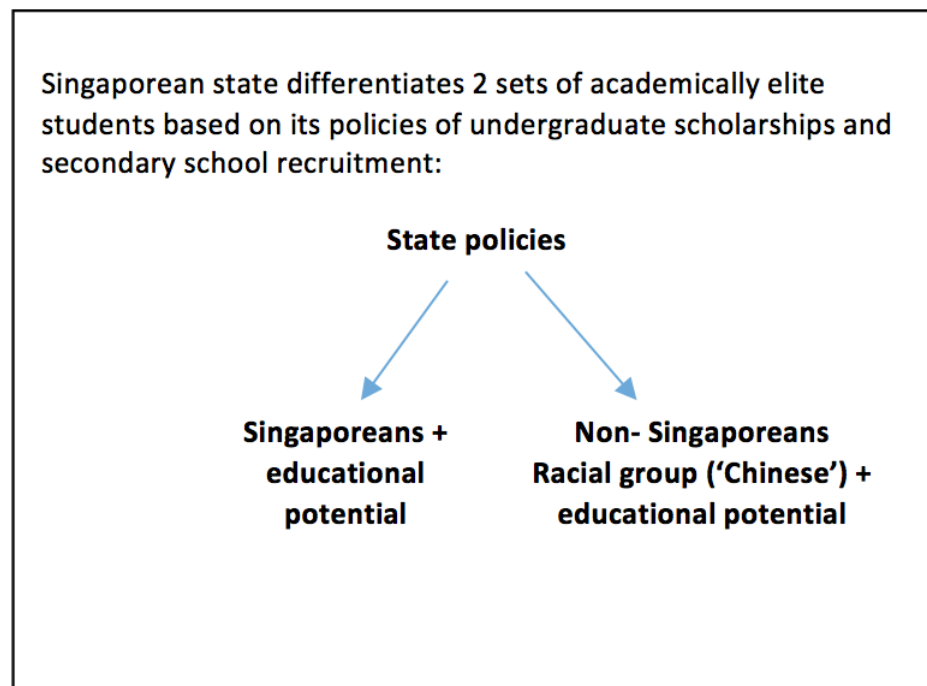 Singaporean state differentiates 2 sets of academically elite
students based on its policies of undergraduate scholarships and
secondary school recruitment:
State policies
Singaporeans +
educational
potential
Non- Singaporeans
Racial group (‘Chinese’) +
educational potential